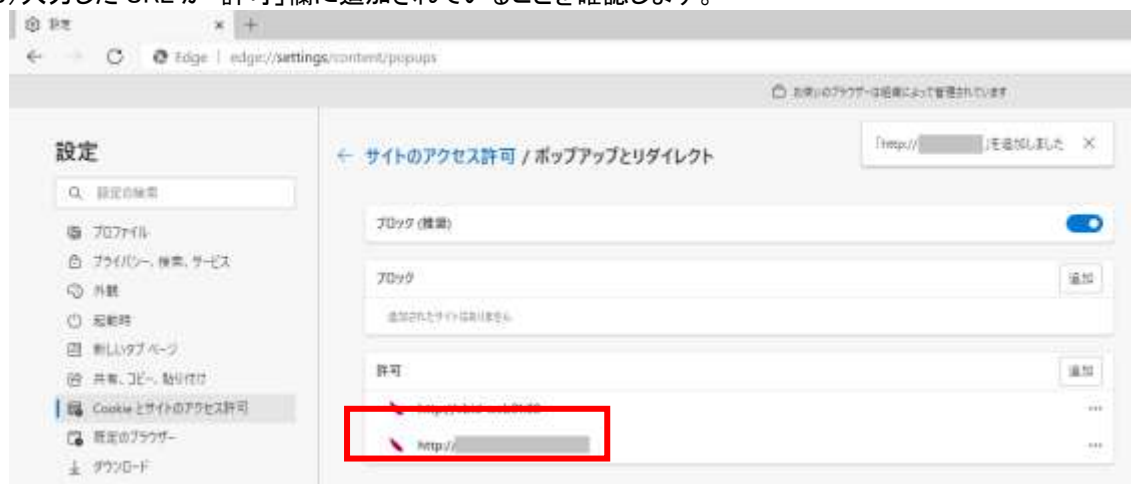 入力した URL が「許可」欄に追加されていることを確認します。
設定
Edge | edge://settings/content/popups
お使いのブラウザーは組織によって管理されています
設定
サイトのアクセス許可 / ポップアップとリダイレクト
「http:// 」を追加しました
設定の検索
ブロック (推奨)
プロファイル
プライバシー、検索、サービス
ブロック
追加
外観
追加されたサイトはありません
起動時
新しいタブ ページ
許可
追加
共有、コピー、貼り付け
Cookie とサイトのアクセス許可
既定のブラウザー
http://
ダウンロード